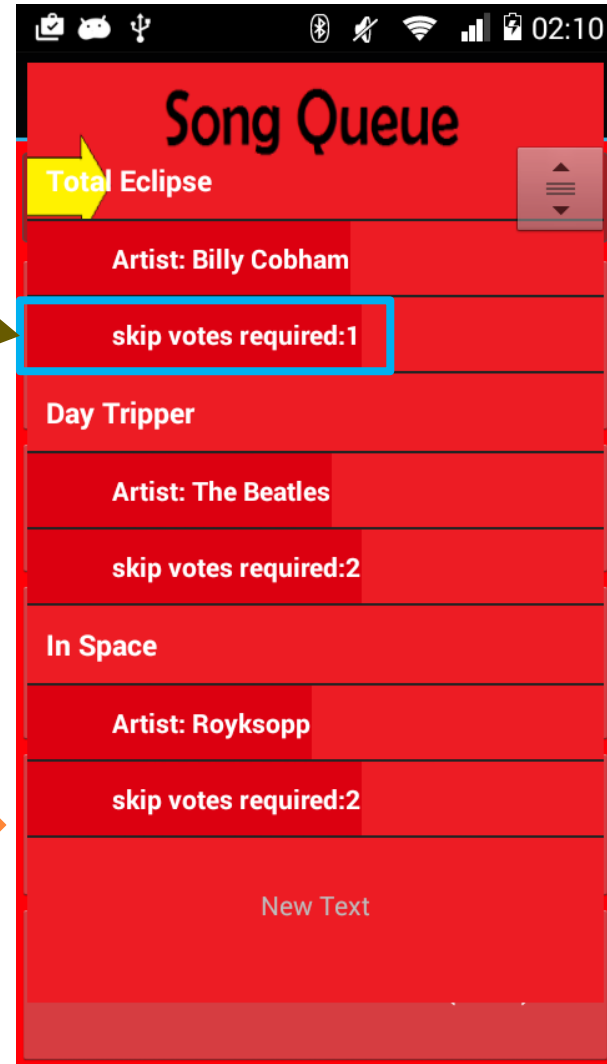 02:10
Song Queue
Total Eclipse
Artist: Billy Cobham
skip votes required:1
Day Tripper
Artist: The Beatles
skip votes required:2
In Space
Artist: Royksopp
skip votes required:2
New Text